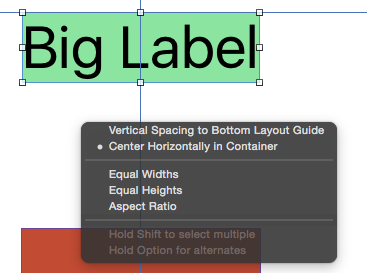 Big Label
Vertical Spacing to Bottom Layout Guide
Center Horizontally in Container
Equal Widths
Equal Heights
Aspect Ratio
Hold Shift to select multiple
Hold Option for alternates